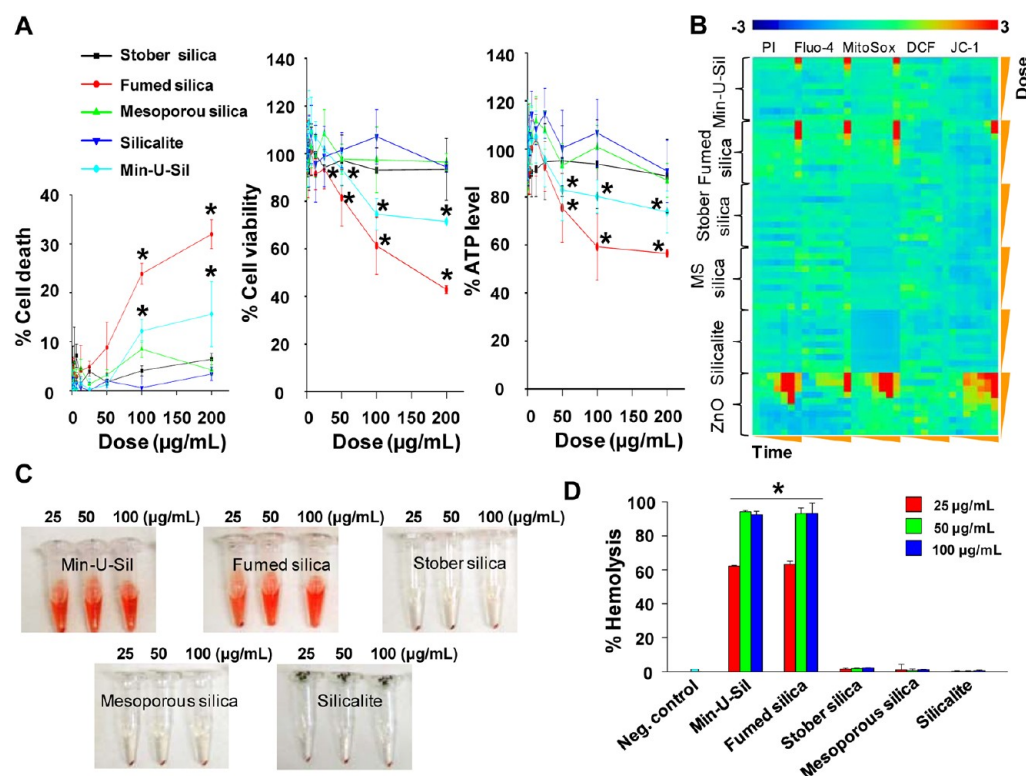 A
Stober silica
Fumed silica
Mesoporous silica
Silicalite
Min-U-Sil
% Cell death
40
30
20
10
0
0 50 100 150 200
Dose (µg/mL)
% Cell viability
140
120
100
80
60
40
20
0
0 50 100 150 200
Dose (µg/mL)
% ATP level
140
120
100
80
60
40
20
0
0 50 100 150 200
Dose (µg/mL)
* * * *
* * * * * * *
* * * * * *
B
-3 3
PI Fluo-4 MitoSox DCF JC-1
Dose
Min-U-Sil
Fumed
silica
Stober
silica
MS
silica
Silicalite
ZnO
Time
C
25 50 100 (µg/mL)
Min-U-Sil
25 50 100 (µg/mL)
Fumed silica
25 50 100 (µg/mL)
Stober silica
25 50 100 (µg/mL)
Mesoporous silica
25 50 100 (µg/mL)
Silicalite
D
% Hemolysis
100
80
60
40
20
0
*
25 µg/mL
50 µg/mL
100 µg/mL
Neg. control
Min-U-Sil
Fumed silica
Stober silica
Mesoporous silica
Silicalite